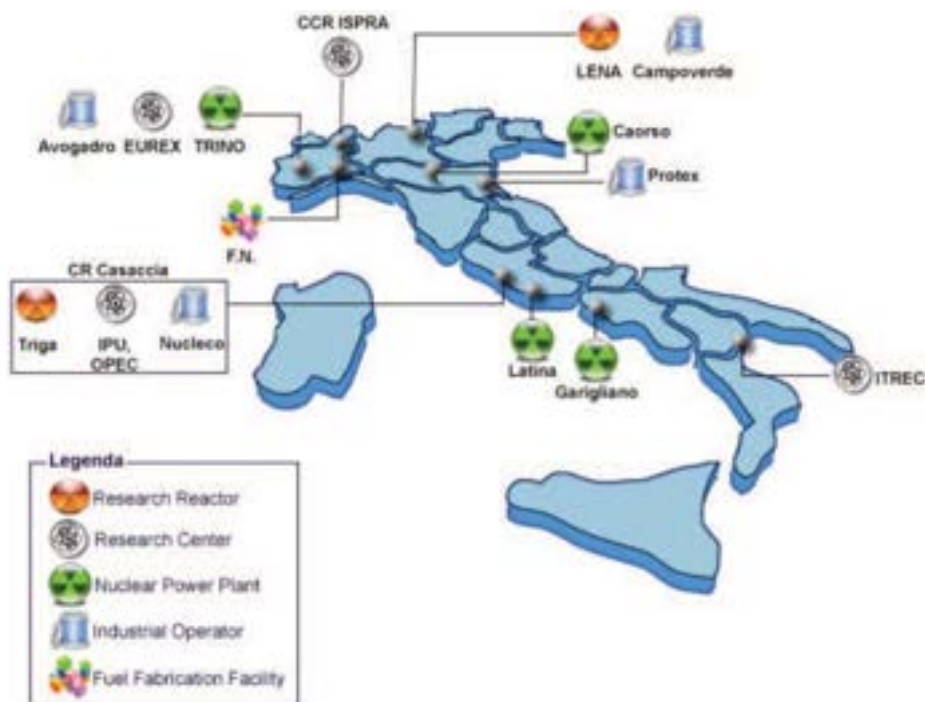 CCR ISPRA
LENA Campoverde
Avogadro EUREX TRINO
Caorso
Protex
F.N.
CR Casaccia
Triga IPU, Nucleco
OPEC
Latina
Garigliano
ITREC
Legenda
Research Reactor
Research Center
Nuclear Power Plant
Industrial Operator
Fuel Fabrication Facility